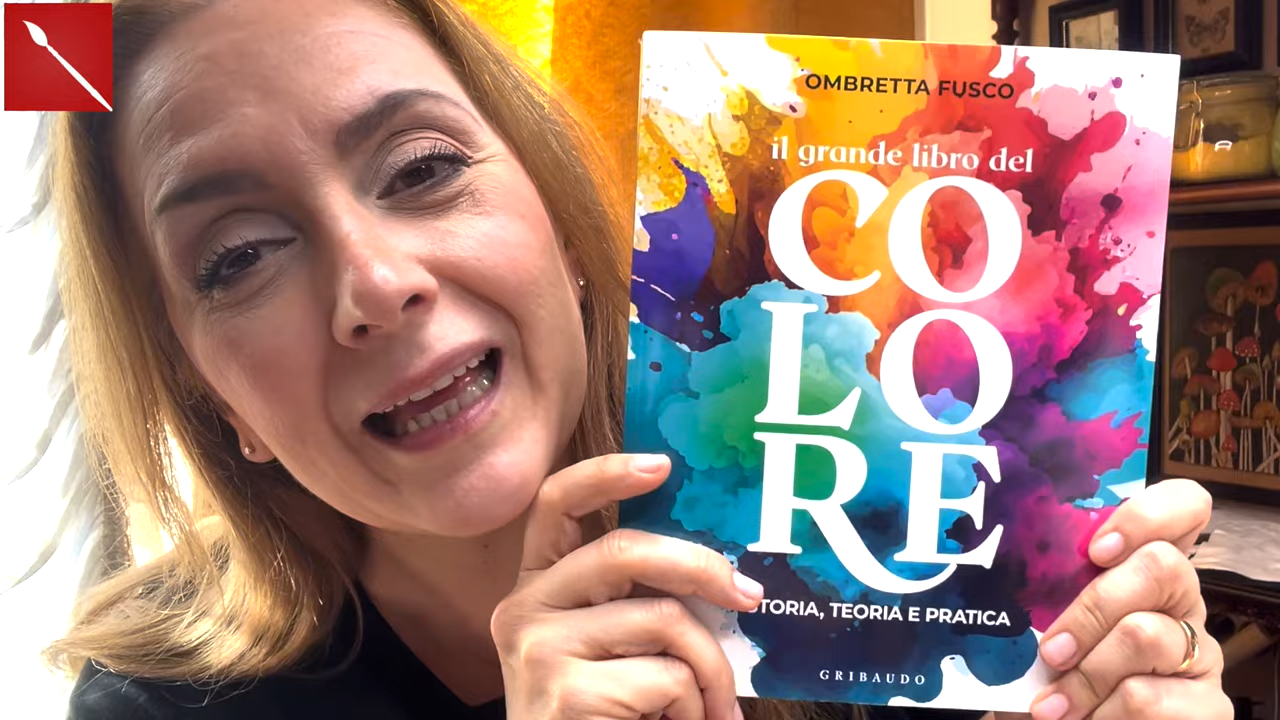 OMBRETTA FUSCO
il grande libro del
CO
LO
RE
TORIA, TEORIA E PRATICA
GRIBAUDO